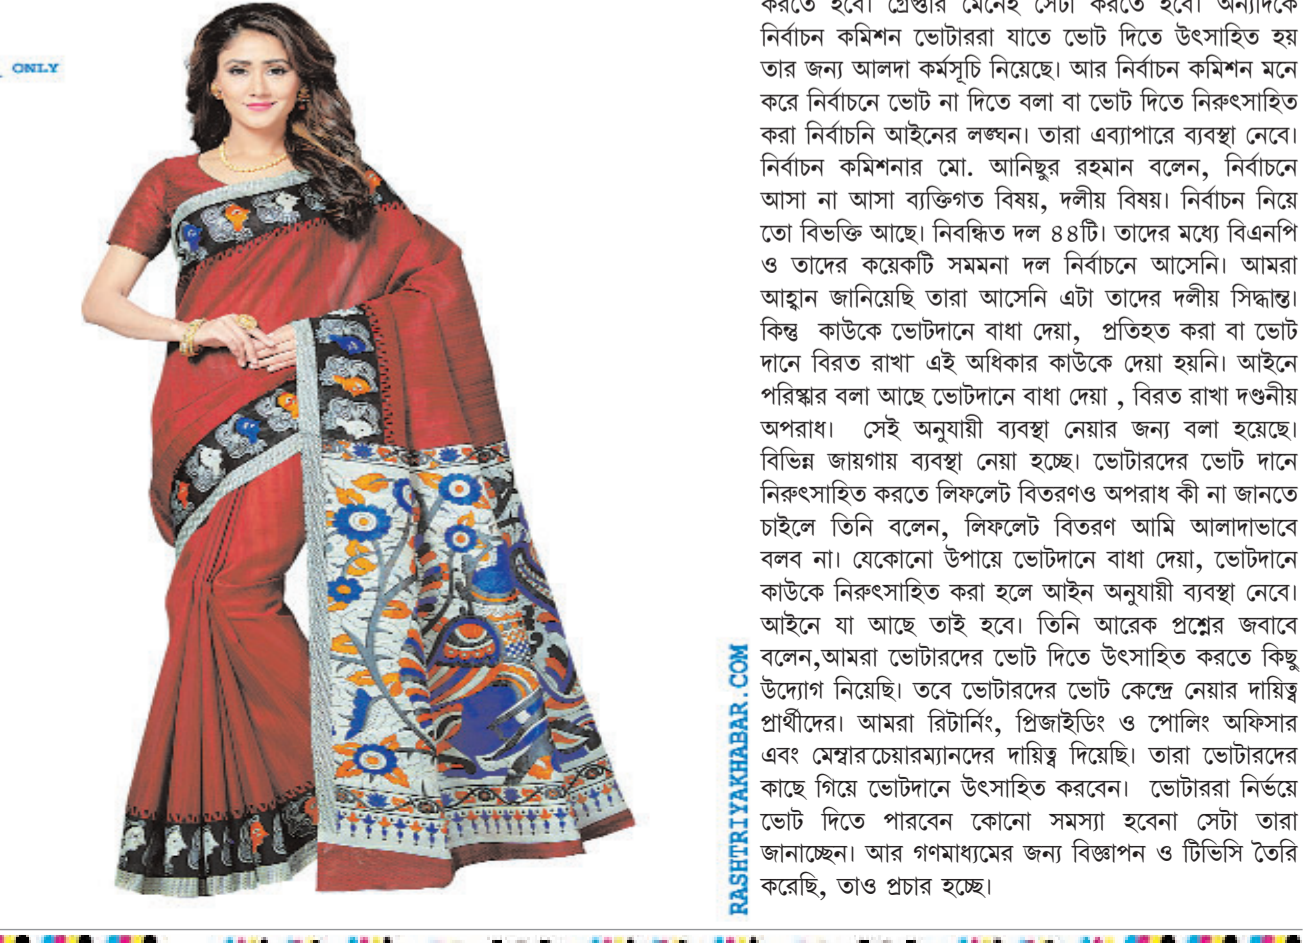 ONLY
করতে হবে। গ্রেপ্তার মেনেই সেটা করতে হবে। অন্যদিকে
নির্বাচন কমিশন ভোটাররা যাতে ভোট দিতে উৎসাহিত হয়
তার জন্য আলদা কর্মসূচি নিয়েছে। আর নির্বাচন কমিশন মনে
করে নির্বাচনে ভোট না দিতে বলা বা ভোট দিতে নিরুৎসাহিত
করা নির্বাচনি আইনের লঙ্ঘন। তারা এব্যাপারে ব্যবস্থা নেবে।
নির্বাচন কমিশনার মো. আনিছুর রহমান বলেন, নির্বাচনে
আসা না আসা ব্যক্তিগত বিষয়, দলীয় বিষয়। নির্বাচন নিয়ে
তো বিভক্তি আছে। নিবন্ধিত দল ৪৪টি। তাদের মধ্যে বিএনপি
ও তাদের কয়েকটি সমমনা দল নির্বাচনে আসেনি। আমরা
আহ্বান জানিয়েছি তারা আসেনি এটা তাদের দলীয় সিদ্ধান্ত।
কিন্তু কাউকে ভোটদানে বাধা দেয়া, প্রতিহত করা বা ভোট
দানে বিরত রাখা এই অধিকার কাউকে দেয়া হয়নি। আইনে
পরিষ্কার বলা আছে ভোটদানে বাধা দেয়া , বিরত রাখা দণ্ডনীয়
অপরাধ। সেই অনুযায়ী ব্যবস্থা নেয়ার জন্য বলা হয়েছে।
বিভিন্ন জায়গায় ব্যবস্থা নেয়া হচ্ছে। ভোটারদের ভোট দানে
নিরুৎসাহিত করতে লিফলেট বিতরণও অপরাধ কী না জানতে
চাইলে তিনি বলেন, লিফলেট বিতরণ আমি আলাদাভাবে
বলব না। যেকোনো উপায়ে ভোটদানে বাধা দেয়া, ভোটদানে
কাউকে নিরুৎসাহিত করা হলে আইন অনুযায়ী ব্যবস্থা নেবে।
আইনে যা আছে তাই হবে। তিনি আরেক প্রশ্নের জবাবে
বলেন,আমরা ভোটারদের ভোট দিতে উৎসাহিত করতে কিছু
উদ্যোগ নিয়েছি। তবে ভোটারদের ভোট কেন্দ্রে নেয়ার দায়িত্ব
প্রার্থীদের। আমরা রিটার্নিং, প্রিজাইডিং ও পোলিং অফিসার
এবং মেম্বার চেয়ারম্যানদের দায়িত্ব দিয়েছি। তারা ভোটারদের
কাছে গিয়ে ভোটদানে উৎসাহিত করবেন। ভোটাররা নির্ভয়ে
ভোট দিতে পারবেন কোনো সমস্যা হবেনা সেটা তারা
জানাচ্ছেন। আর গণমাধ্যমের জন্য বিজ্ঞাপন ও টিভিসি তৈরি
করেছি, তাও প্রচার হচ্ছে।
RASHTRIYAKHABAR.COM